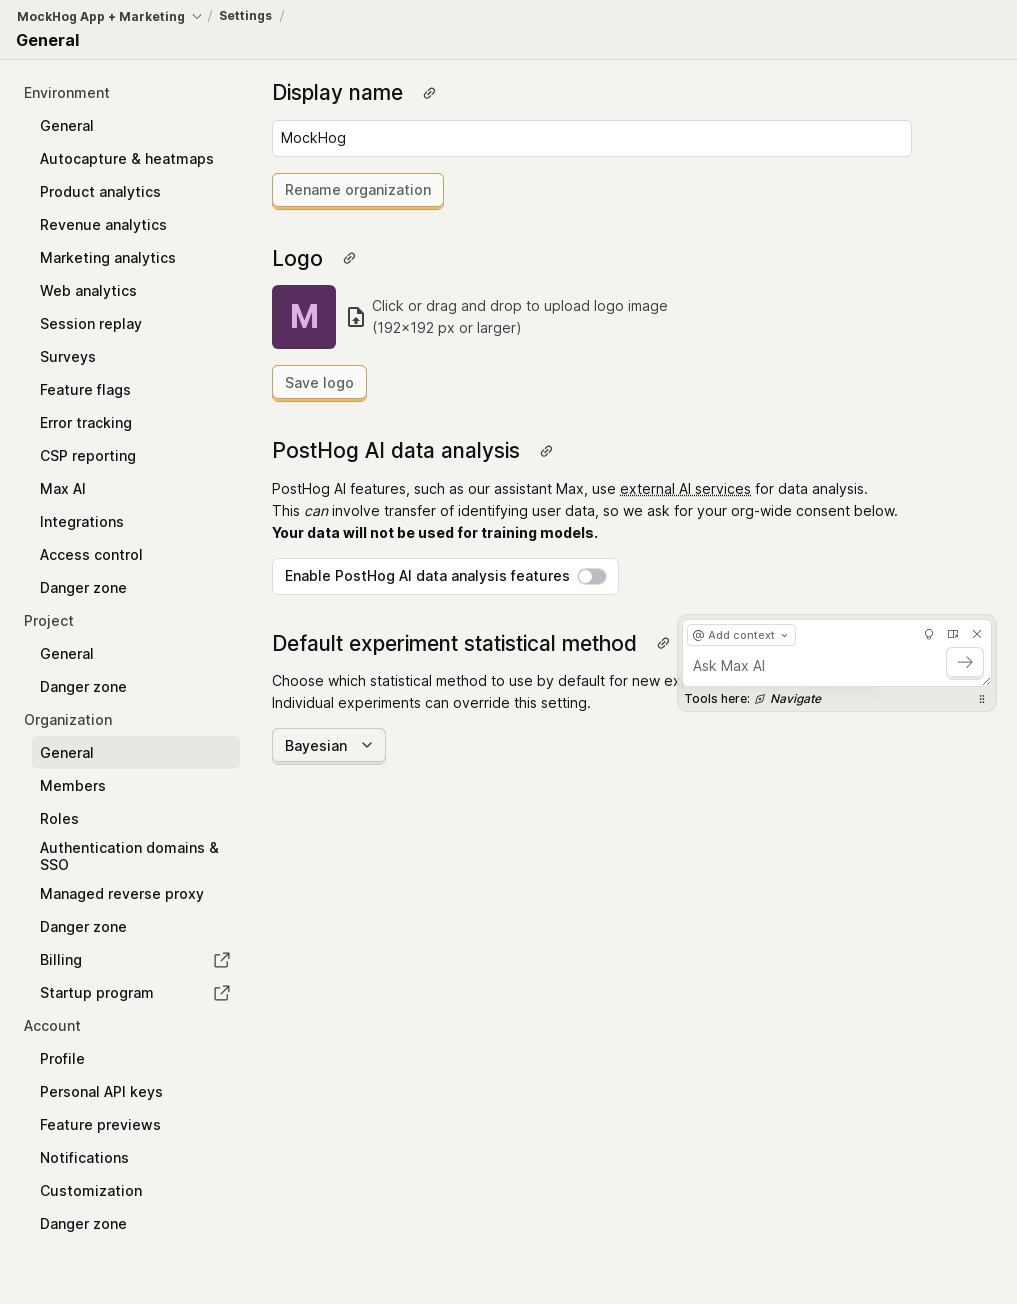 MockHog App + Marketing / Settings /
General
Environment
General
Autocapture & heatmaps
Product analytics
Revenue analytics
Marketing analytics
Web analytics
Session replay
Surveys
Feature flags
Error tracking
CSP reporting
Max AI
Integrations
Access control
Danger zone
Project
General
Danger zone
Organization
General
Members
Roles
Authentication domains &
SSO
Managed reverse proxy
Danger zone
Billing
Startup program
Account
Profile
Personal API keys
Feature previews
Notifications
Customization
Danger zone
Display name
MockHog
Rename organization
Logo
M
Click or drag and drop to upload logo image
(192x192 px or larger)
Save logo
PostHog AI data analysis
PostHog AI features, such as our assistant Max, use external AI services for data analysis.
This can involve transfer of identifying user data, so we ask for your org-wide consent below.
Your data will not be used for training models.
Enable PostHog AI data analysis features
Default experiment statistical method
Choose which statistical method to use by default for new
Individual experiments can override this setting.
Bayesian
@ Add context
Ask Max AI
Tools here: Navigate